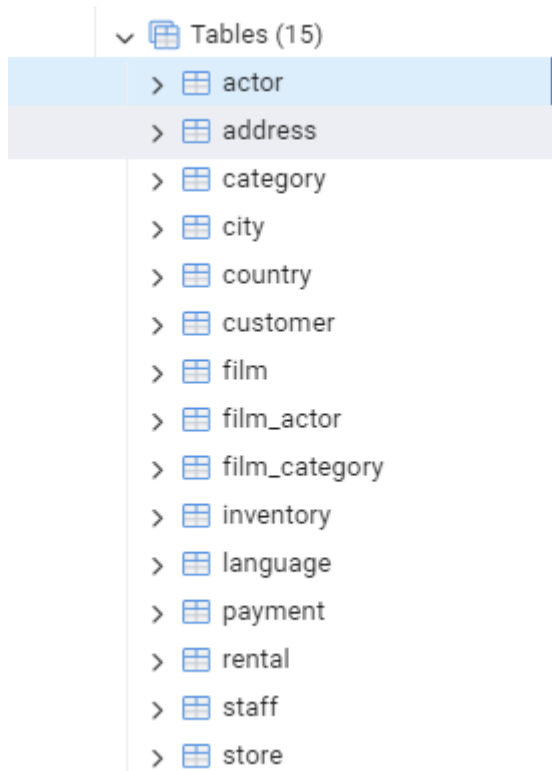 Tables (15)
actor
address
category
city
country
customer
film
film_actor
film_category
inventory
language
payment
rental
staff
store